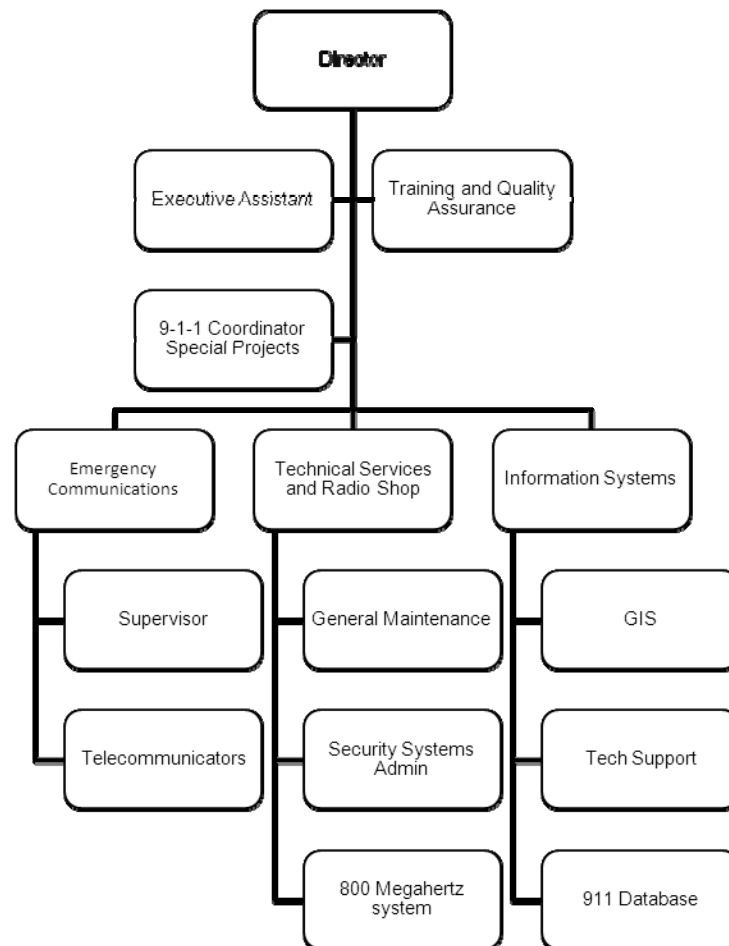 Director
Executive Assistant
Training and Quality
Assurance
9-1-1 Coordinator
Special Projects
Emergency
Communications
Technical Services
and Radio Shop
Information Systems
Supervisor
General Maintenance
GIS
Telecommunicators
Security Systems
Admin
Tech Support
800 Megahertz
system
911 Database